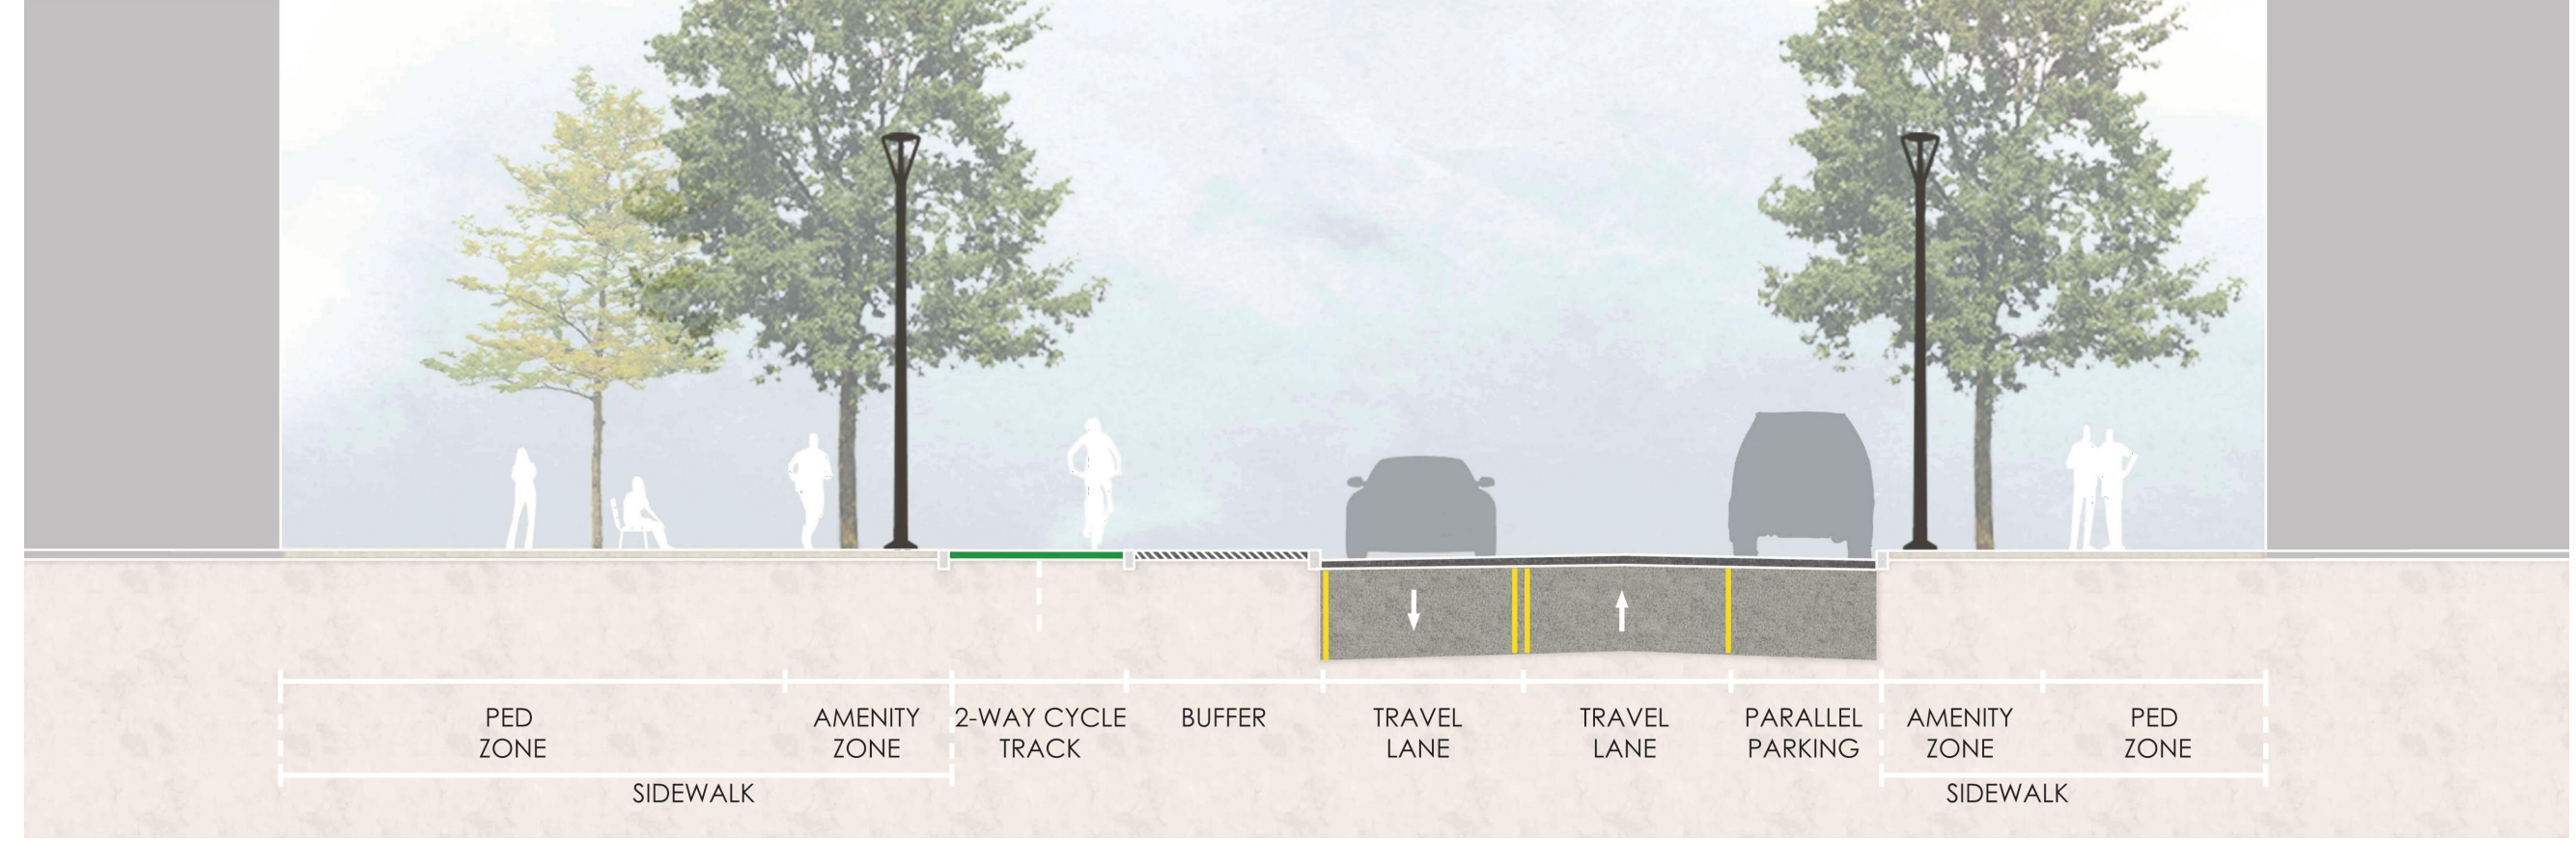 PED
ZONE
AMENITY
ZONE
2-WAY CYCLE
TRACK
BUFFER
TRAVEL
LANE
TRAVEL
LANE
PARALLEL
PARKING
AMENITY
ZONE
PED
ZONE
SIDEWALK
SIDEWALK